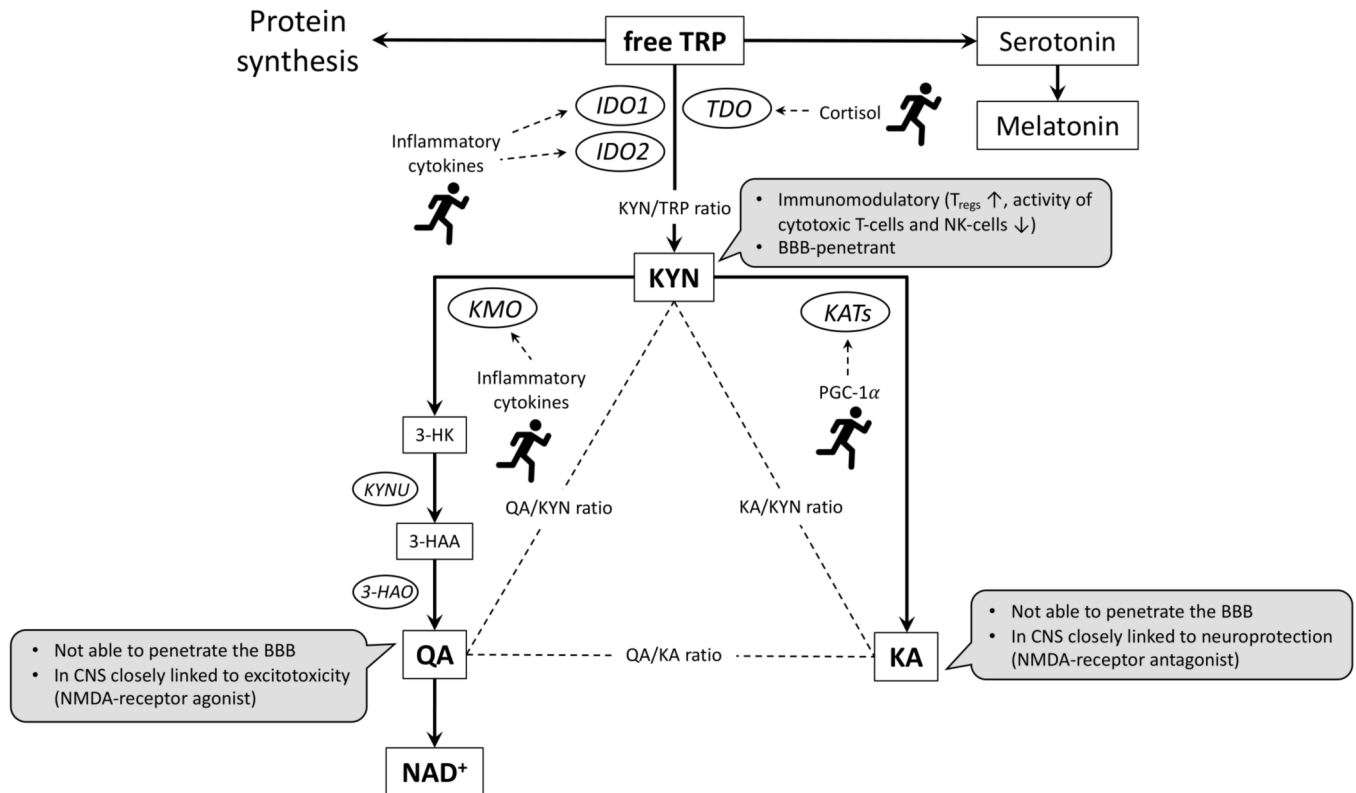 Protein
synthesis
free TRP
Serotonin
Melatonin
IDO1
IDO2
TDO
Cortisol
Inflammatory
cytokines
KYN/TRP ratio
• Immunomodulatory (Tregs ↑, activity of
cytotoxic T-cells and NK-cells ↓)
• BBB-penetrant
KYN
KMO
KATs
Inflammatory
cytokines
PGC-1α
3-HK
KYNU
QA/KYN ratio
KA/KYN ratio
3-HAA
3-HAO
• Not able to penetrate the BBB
• In CNS closely linked to excitotoxicity
(NMDA-receptor agonist)
QA
QA/KA ratio
KA
• Not able to penetrate the BBB
• In CNS closely linked to neuroprotection
(NMDA-receptor antagonist)
NAD⁺